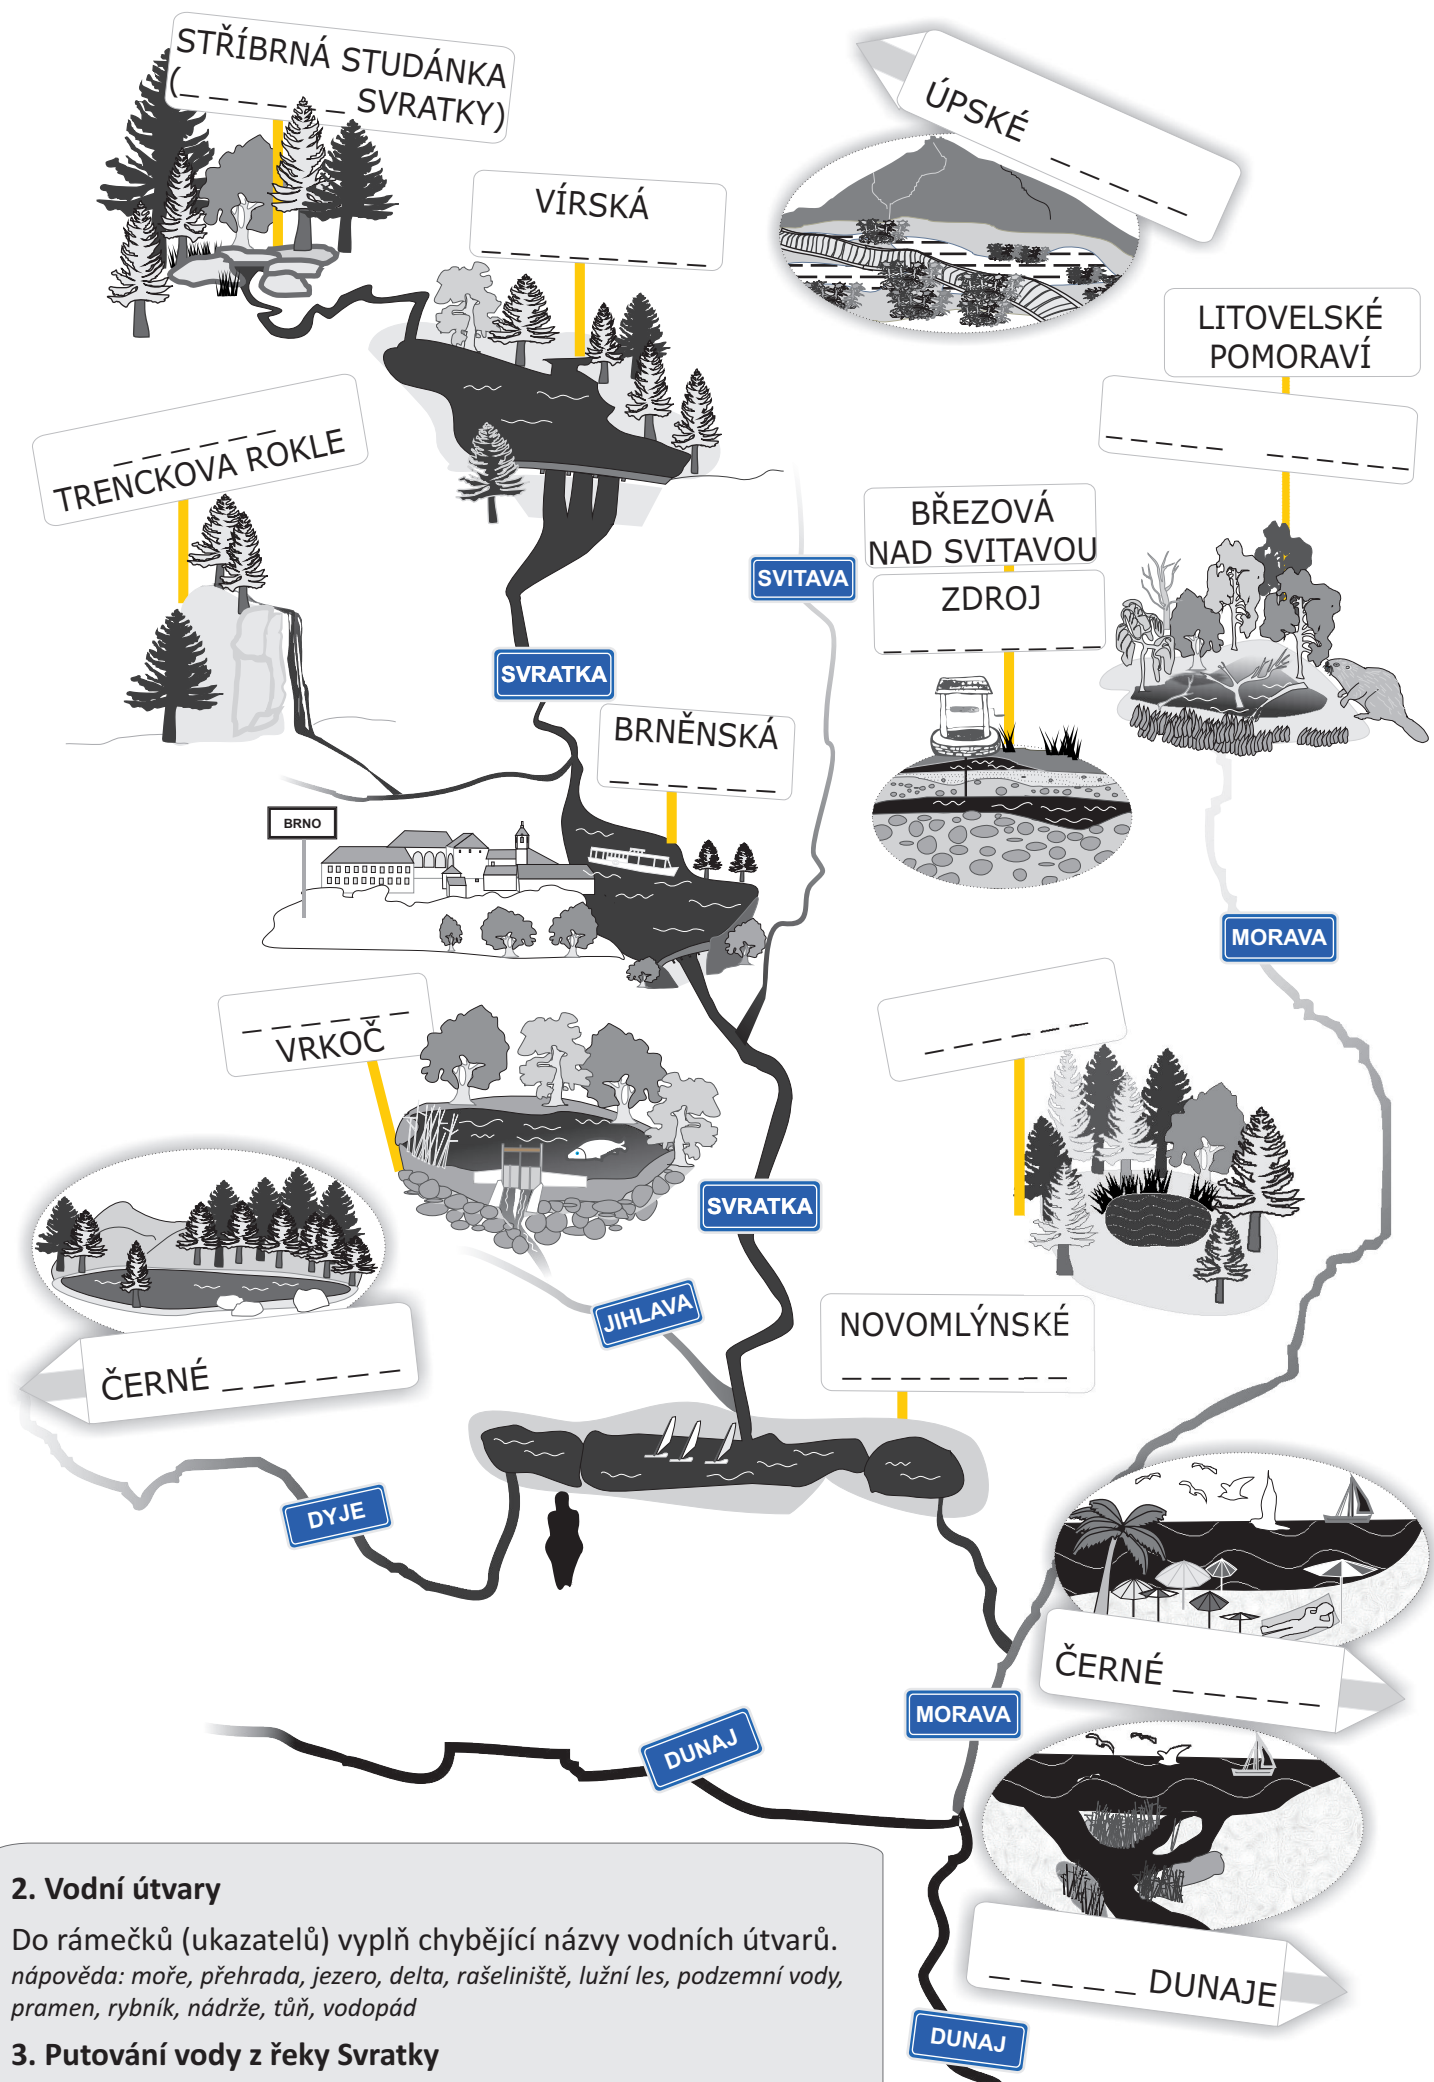 STŘÍBRNÁ STUDÁNKA
(_ _ _ _ _ _ SVRATKY)
ÚPSKÉ _ _ _ _ _
VÍRSKÁ
_ _ _ _ _ _ _ _
LITOVELSKÉ
POMORAVÍ
_ _ _ _ _ _ _ _
_ _ _ _ _ _
TRENCKOVA ROKLE
BŘEZOVÁ
NAD SVITAVOU
ZDROJ
_ _ _ _ _ _ _ _
SVITAVA
SVRATKA
BRNĚNSKÁ
_ _ _ _ _ _
BRNO
MORAVA
_ _ _ _ _ _
VRKOČ
_ _ _ _ _
SVRATKA
JIHLAVA
NOVOMLÝNSKÉ
_ _ _ _ _ _ _
ČERNÉ _ _ _ _ _ _
DYJE
ČERNÉ _ _ _ _ _
MORAVA
DUNAJ
_ _ _ _ _ DUNAJE
DUNAJ
2. Vodní útvary
Do rámečků (ukazatelů) vyplň chybějící názvy vodních útvarů.
nápověda: moře, přehrada, jezero, delta, rašeliniště, lužní les, podzemní vody,
pramen, rybník, nádrže, tůň, vodopád
3. Putování vody z řeky Svratky